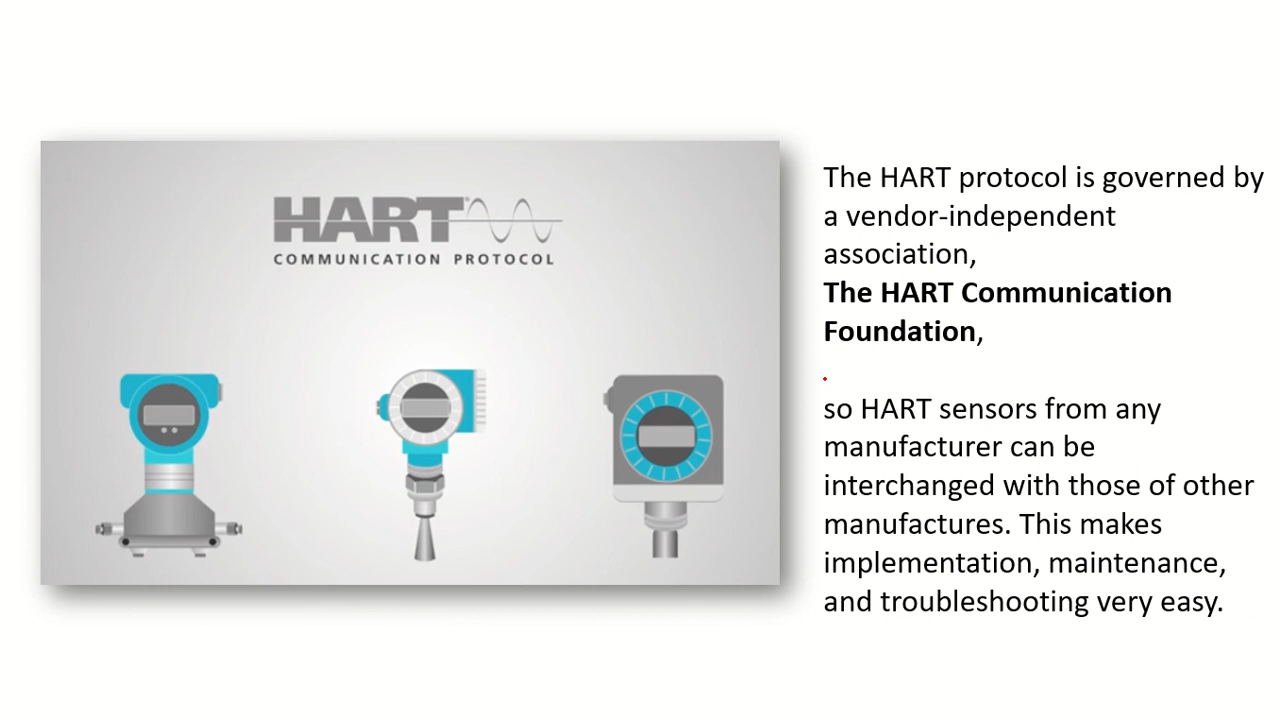 HART
COMMUNICATION PROTOCOL
The HART protocol is governed by
a vendor-independent
association,
The HART Communication
Foundation,
.
so HART sensors from any
manufacturer can be
interchanged with those of other
manufactures. This makes
implementation, maintenance,
and troubleshooting very easy.